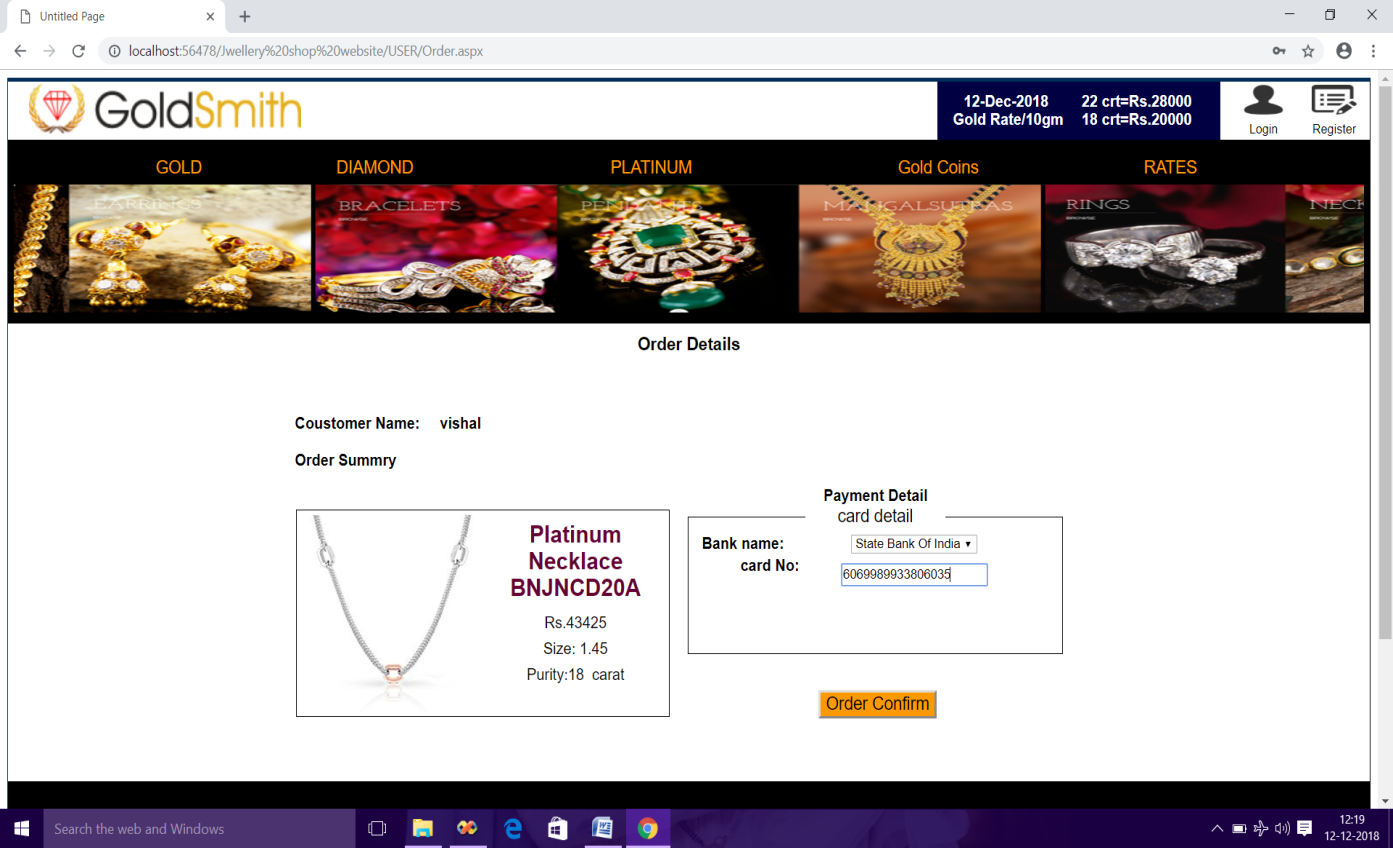 Untitled Page
localhost:56478/Jwellery%20shop%20website/USER/Order.aspx
GoldSmith
12-Dec-2018 22 crt=Rs.28000
Gold Rate/10gm 18 crt=Rs.20000
Login Register
GOLD DIAMOND PLATINUM Gold Coins RATES
EARRINGS BRACELETS MANGALSUTRAS RINGS
BROWSE BROWSE BROWSE BROWSE
Order Details
Coustomer Name: vishal
Order Summry
Payment Detail
card detail
Platinum
Necklace
BNJNCD20A
Rs.43425
Size: 1.45
Purity:18 carat
Bank name: State Bank Of India
card No: 6069989933806035
Order Confirm
Search the web and Windows
12:19
12-12-2018